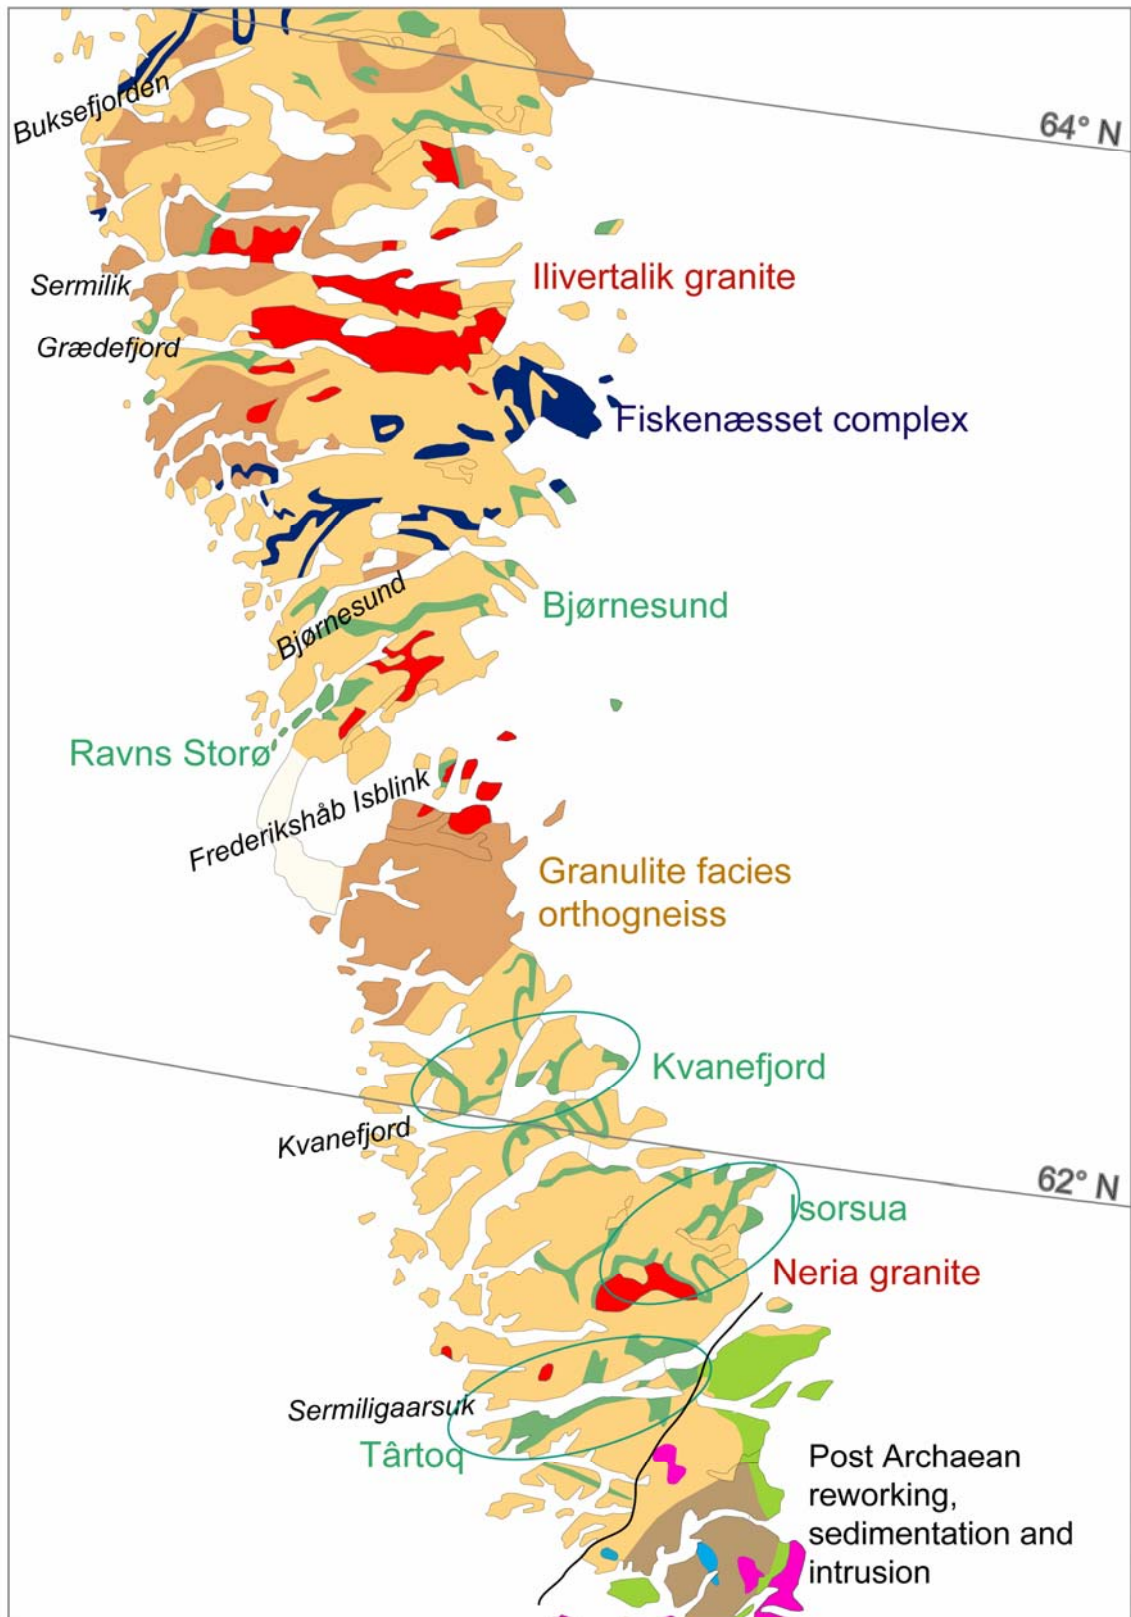 Buksefjorden
64° N
Ilivertalik granite
Sermilik
Grædefjord
Fiskenæsset complex
Bjørnesund
Bjørnesund
Ravns Storø
Frederikshåb Isblink
Granulite facies
orthogneiss
Kvanefjord
Kvanefjord
62° N
Isorsua
Neria granite
Sermiligaarsuk
Târtoq
Post Archaean
reworking,
sedimentation and
intrusion